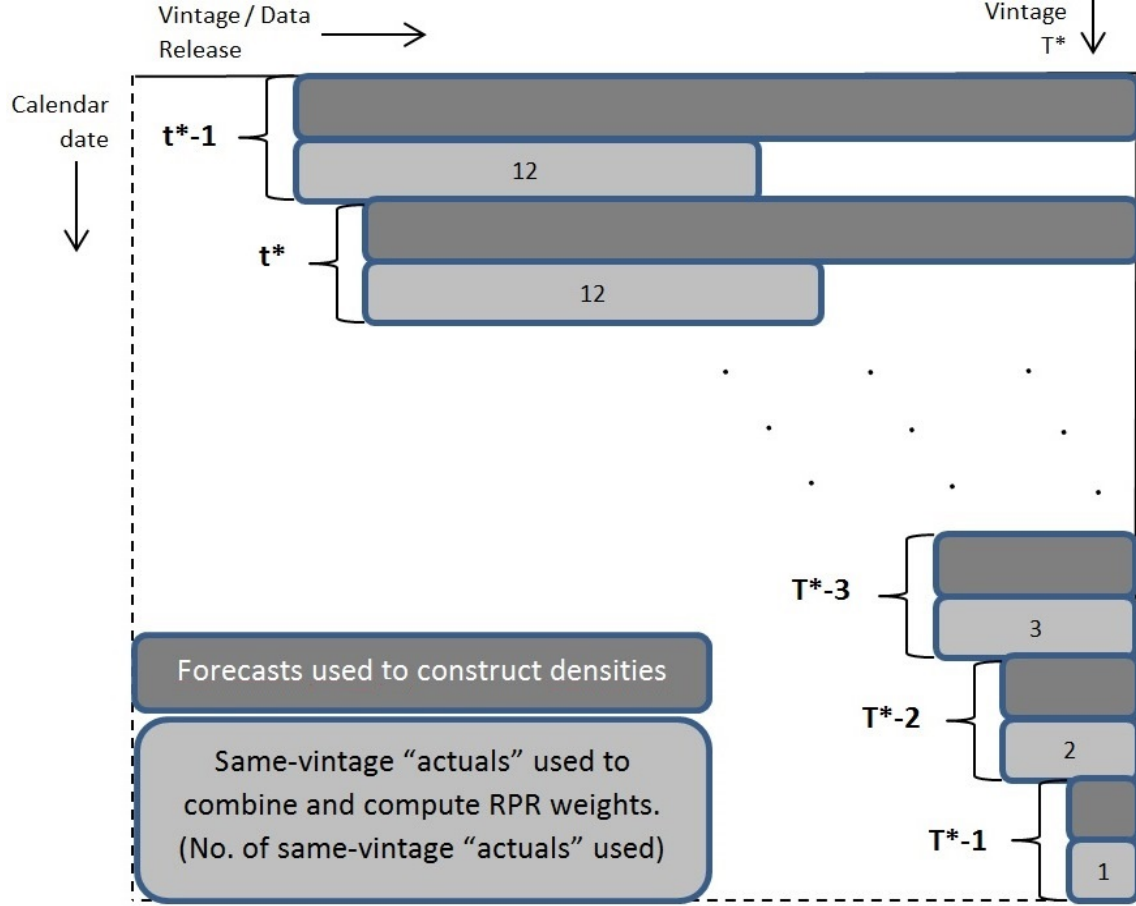 Vintage / Data
Release
Vintage
T*
Calendar
date
t*-1
12
t*
12
T*-3
3
Forecasts used to construct densities
T*-2
2
Same-vintage “actuals” used to
combine and compute RPR weights.
(No. of same-vintage “actuals” used)
T*-1
1